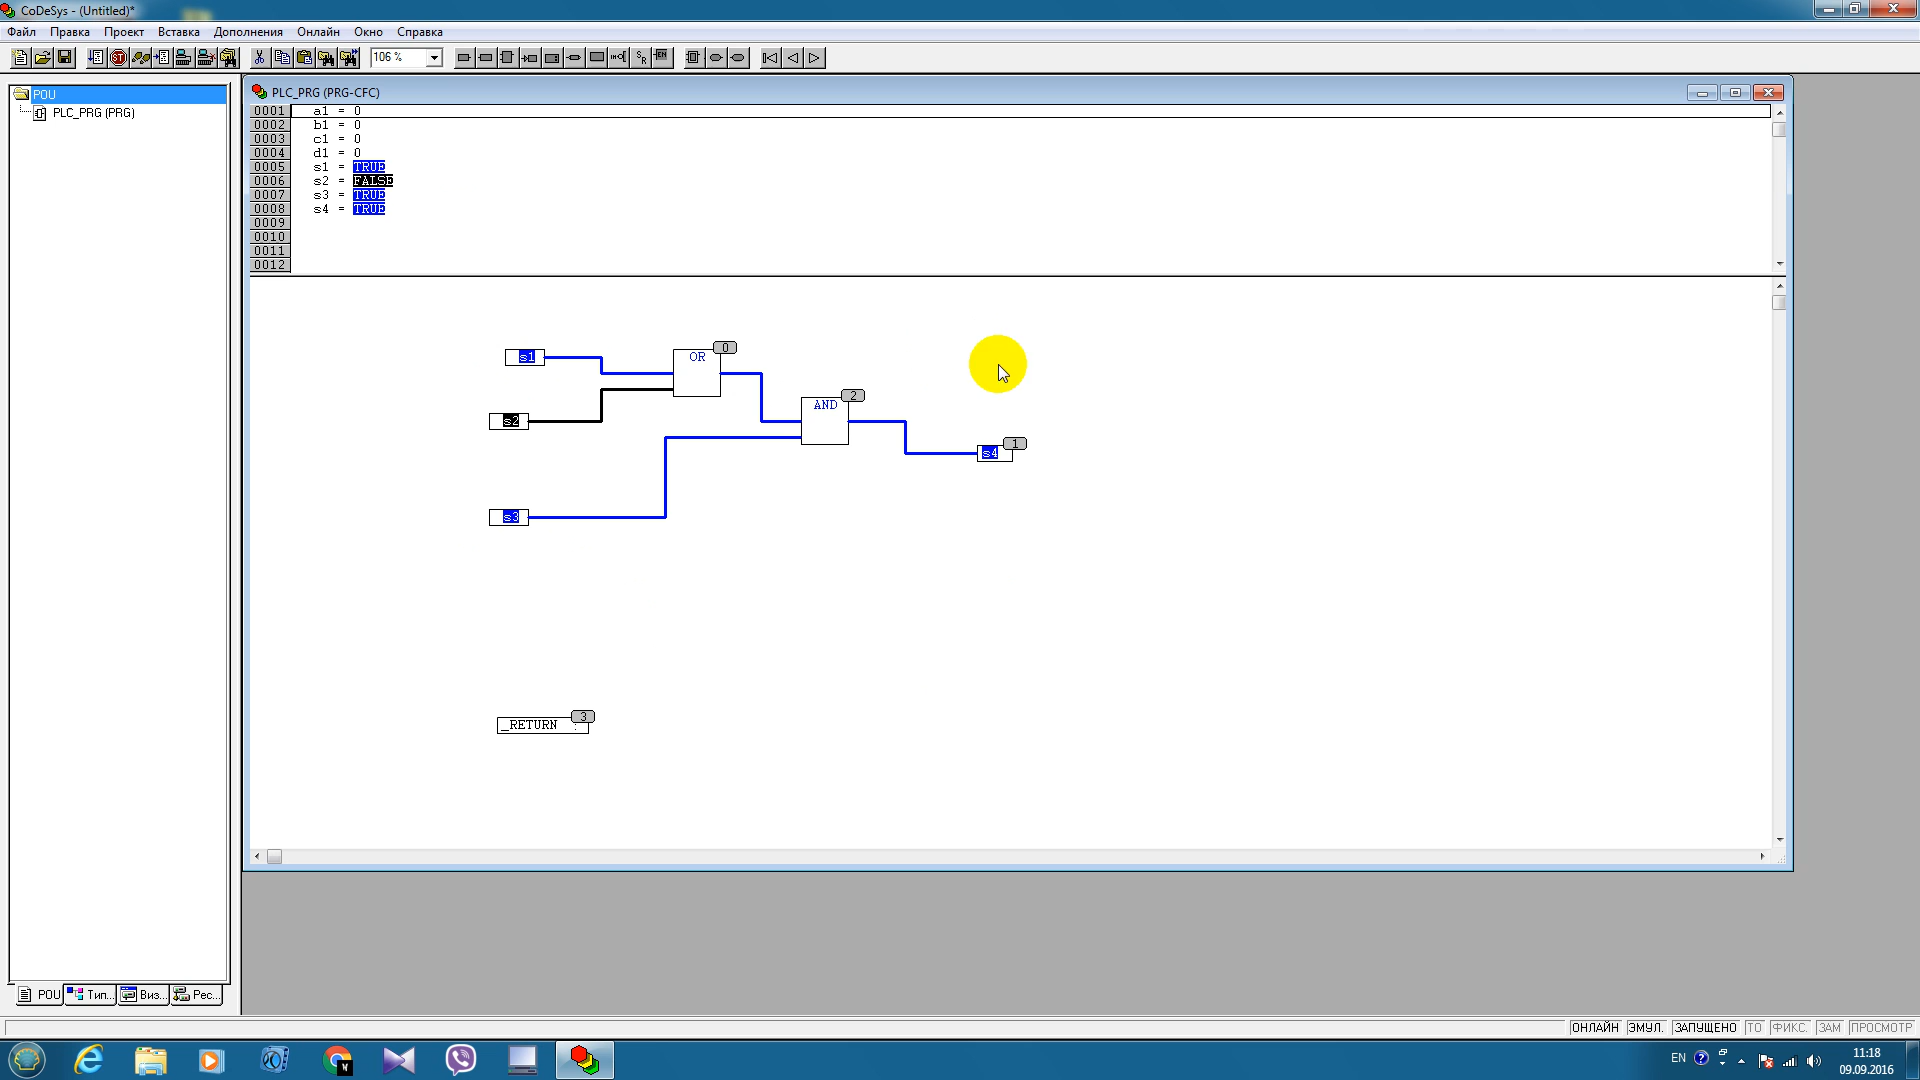 CoDeSys - (Untitled)*
Файл Правка Проект Вставка Дополнения Онлайн Окно Справка
106 %
POU
PLC_PRG (PRG)
PLC_PRG (PRG-CFC)
0001 a1 = 0
0002 b1 = 0
0003 c1 = 0
0004 d1 = 0
0005 s1 = TRUE
0006 s2 = FALSE
0007 s3 = TRUE
0008 s4 = TRUE
0009
0010
0011
0012
s1
OR
0
s2
AND
2
s4
1
s3
_RETURN :
3
POU Тип... Виз... Рес...
ОНЛАЙН ЭМУЛ. ЗАПУЩЕНО ТО ФИКС. ЗАМ ПРОСМОТР
EN
11:18
09.09.2016